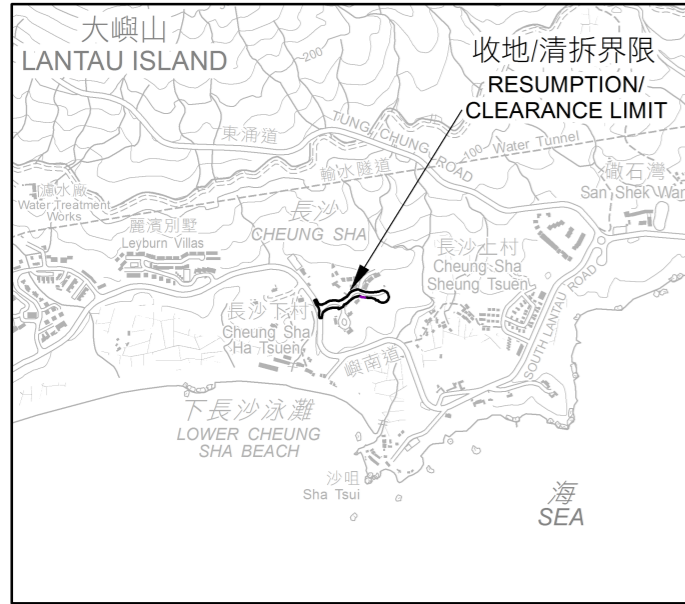 大嶼山
LANTAU ISLAND
200
收地/清拆界限
RESUMPTION/
CLEARANCE LIMIT
東涌道
TUNG CHUNG ROAD
100
Water Tunnel
輸水隧道
濾水廠
Water Treatment
Works
麗濱別墅
Leyburn Villas
長沙
CHEUNG SHA
San Shek Wan
長沙上村
Cheung Sha
Sheung Tsuen
長沙下村
Cheung Sha
Ha Tsuen
嶼南道
SOUTH LANTAU ROAD
下長沙泳灘
LOWER CHEUNG
SHA BEACH
沙咀
Sha Tsui
海
SEA